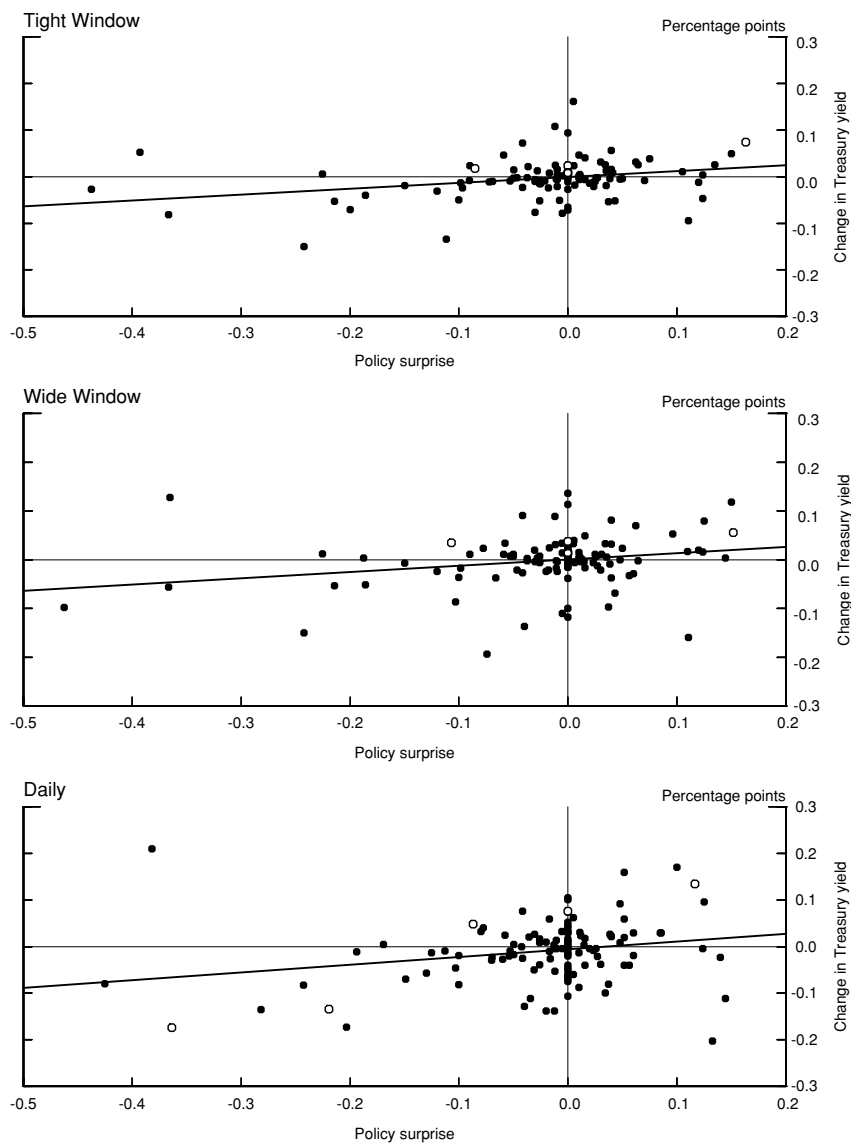 Tight Window
Percentage points
0.3
0.2
0.1
0.0
-0.1
-0.2
-0.3
Change in Treasury yield
-0.5 -0.4 -0.3 -0.2 -0.1 0.0 0.1 0.2
Policy surprise
Wide Window
Percentage points
0.3
0.2
0.1
0.0
-0.1
-0.2
-0.3
Change in Treasury yield
-0.5 -0.4 -0.3 -0.2 -0.1 0.0 0.1 0.2
Policy surprise
Daily
Percentage points
0.3
0.2
0.1
0.0
-0.1
-0.2
-0.3
Change in Treasury yield
-0.5 -0.4 -0.3 -0.2 -0.1 0.0 0.1 0.2
Policy surprise